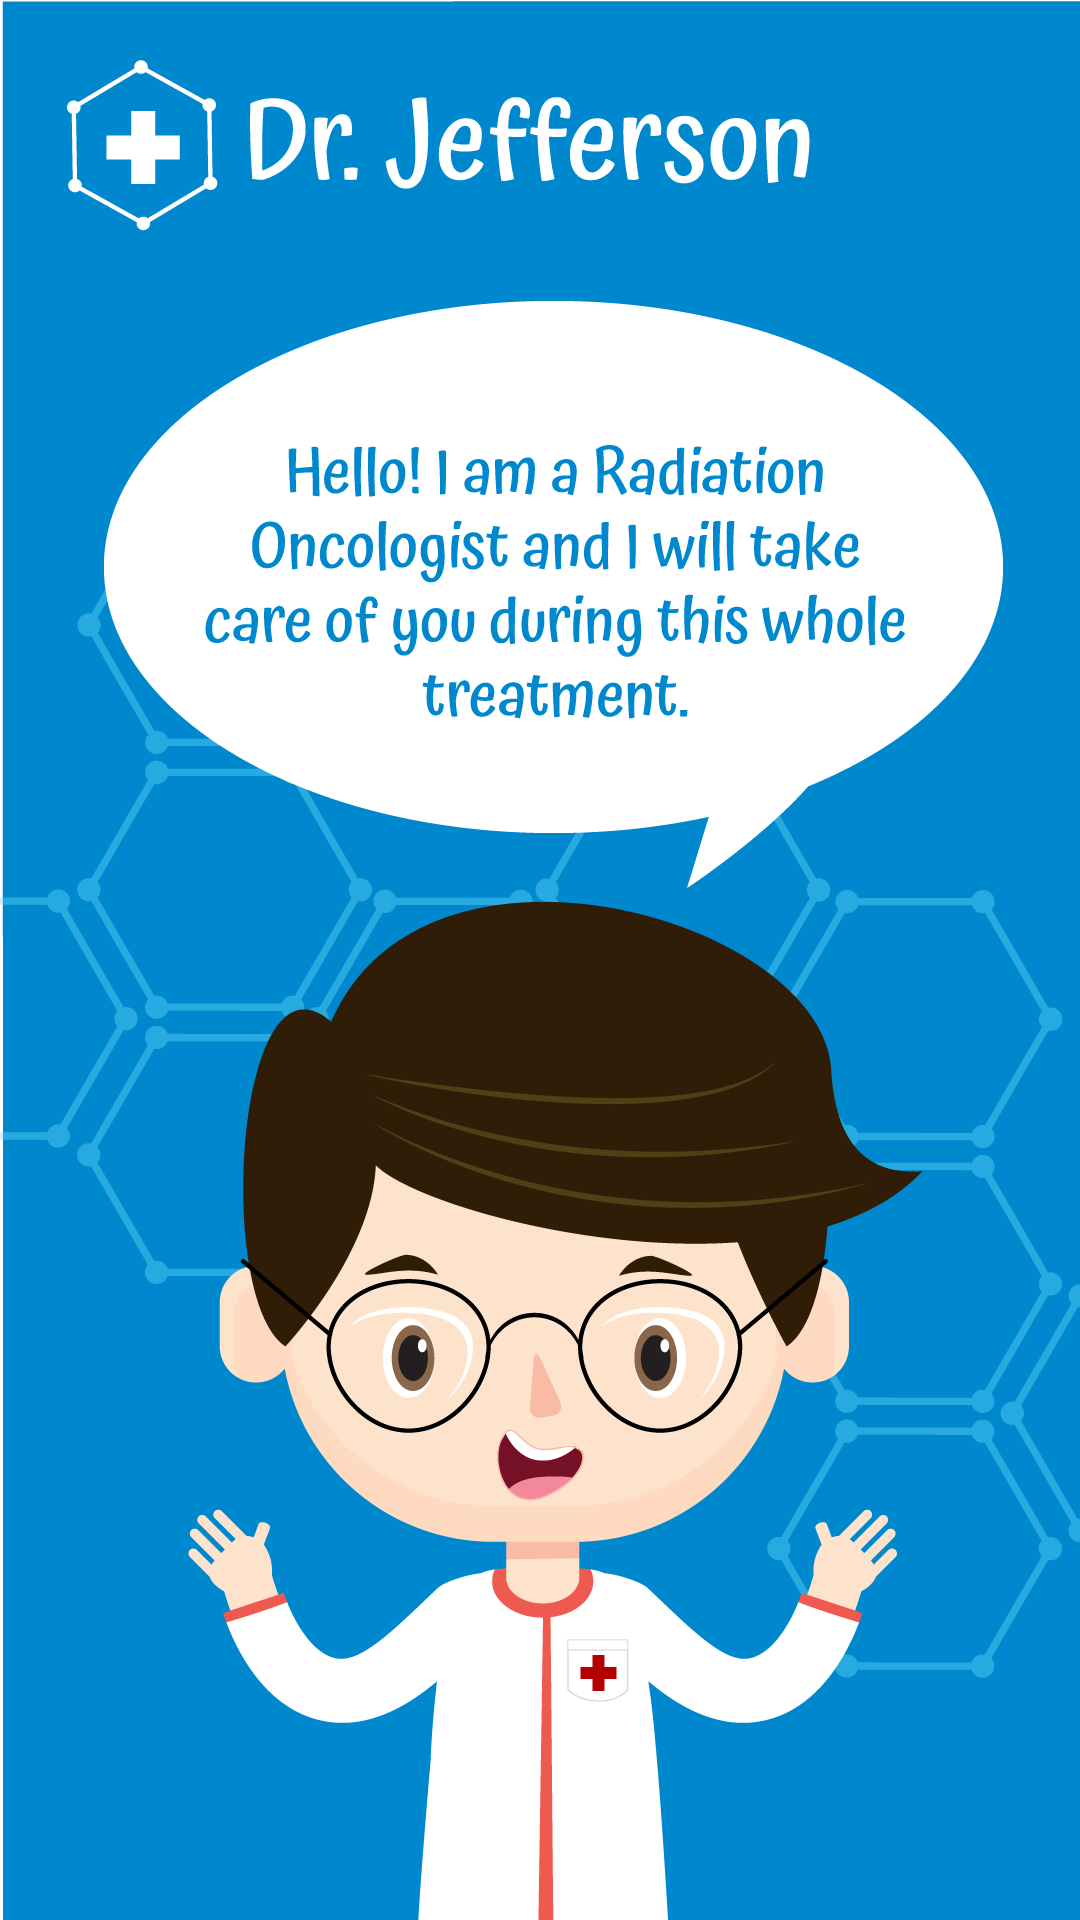 Dr. Jefferson
Hello! I am a Radiation
Oncologist and I will take
care of you during this whole
treatment.